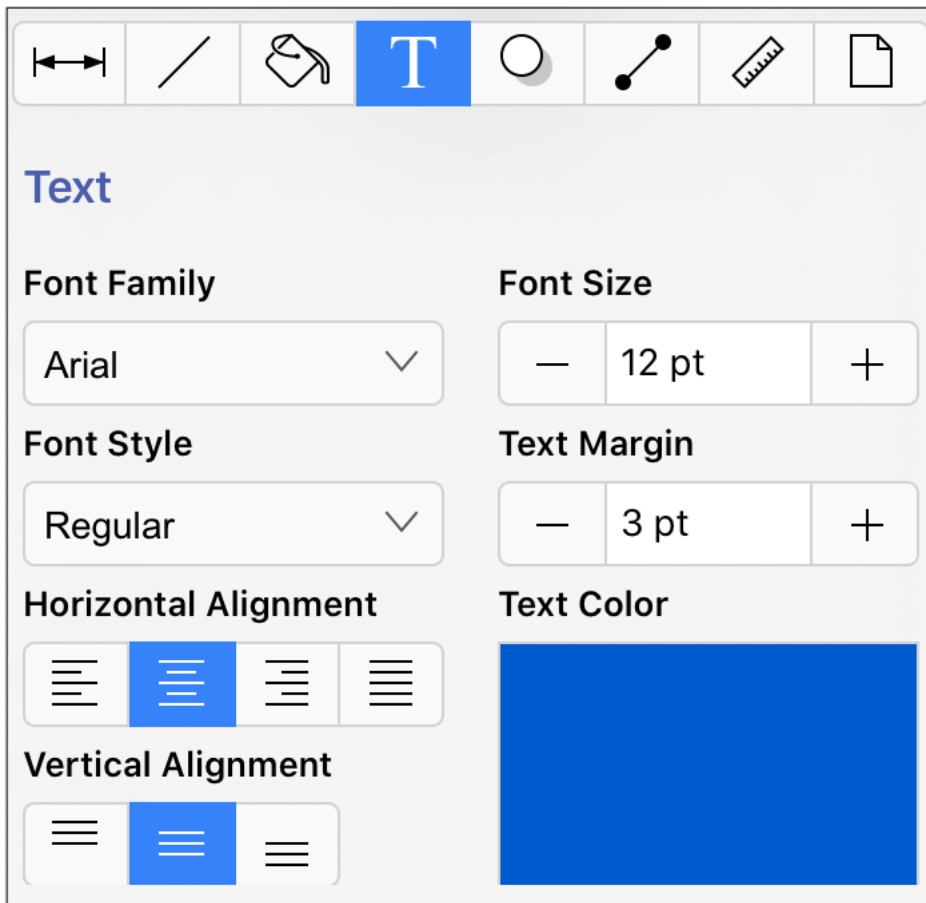 T
Text
Font Family
Font Size
Arial
12 pt
Font Style
Text Margin
Regular
3 pt
Horizontal Alignment
Text Color
Vertical Alignment